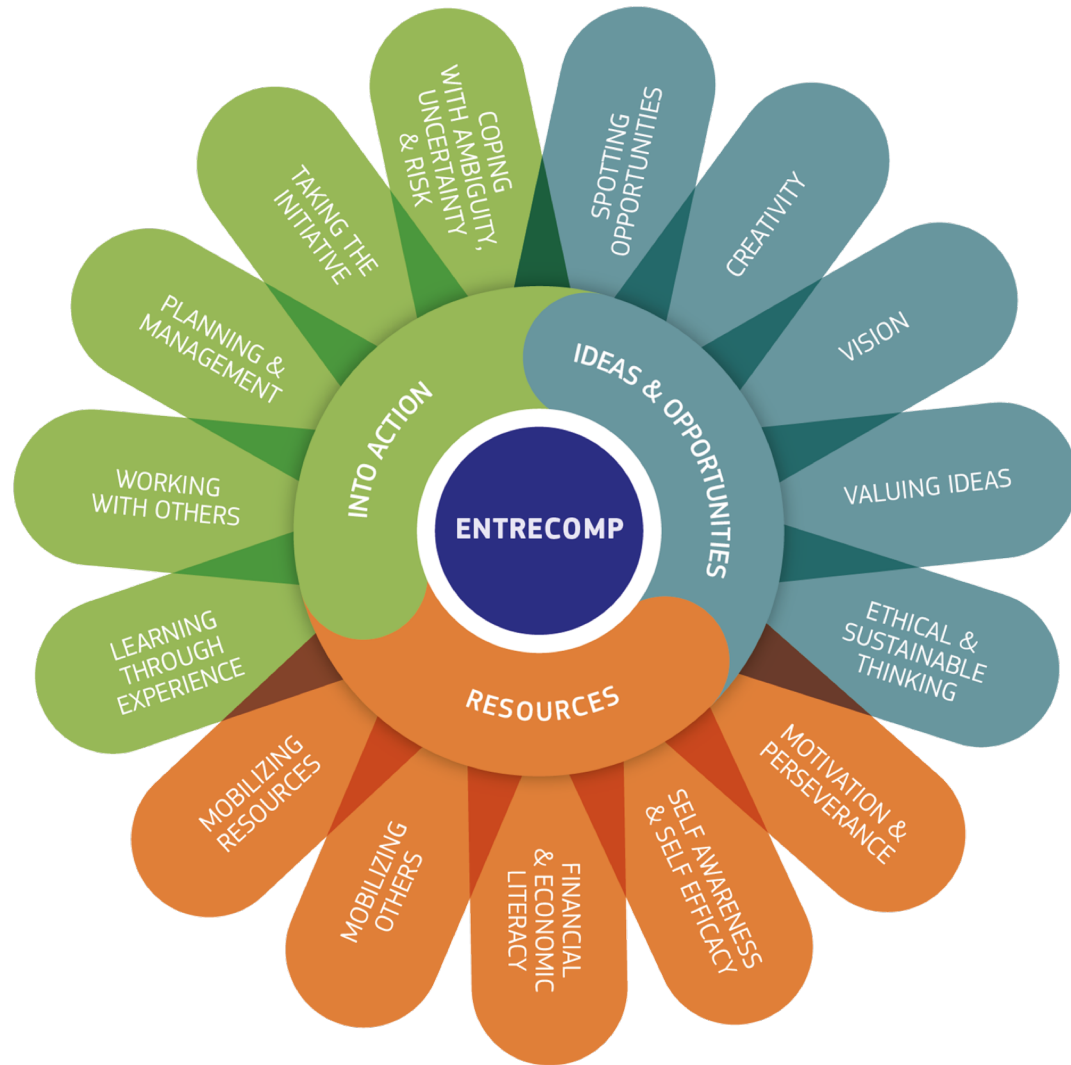 ENTRECOMP
IDEAS & OPPORTUNITIES
SPOTTING
OPPORTUNITIES
CREATIVITY
VISION
VALUING IDEAS
ETHICAL &
SUSTAINABLE
THINKING
RESOURCES
MOTIVATION &
PERSEVERANCE
SELF AWARENESS
& SELF EFFICACY
FINANCIAL
& ECONOMIC
LITERACY
MOBILIZING
OTHERS
MOBILIZING
RESOURCES
INTO ACTION
LEARNING
THROUGH
EXPERIENCE
WORKING
WITH OTHERS
PLANNING &
MANAGEMENT
TAKING THE
INITIATIVE
COPING
WITH AMBIGUITY,
UNCERTAINTY
& RISK